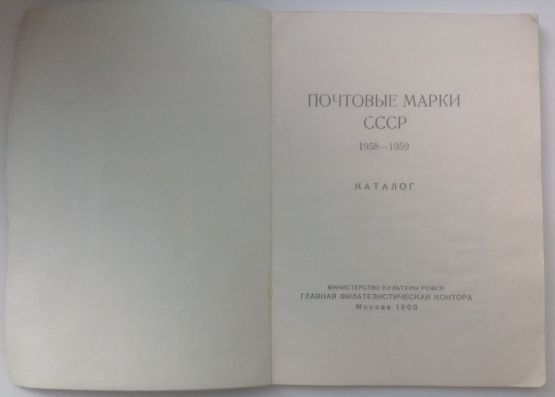 ПОЧТОВЫЕ МАРКИ
СССР
1958—1959
КАТАЛОГ
МИНИСТЕРСТВО КУЛЬТУРЫ РСФСР
ГЛАВНАЯ ФИЛАТЕЛИСТИЧЕСКАЯ КОНТОРА
Москва 1960